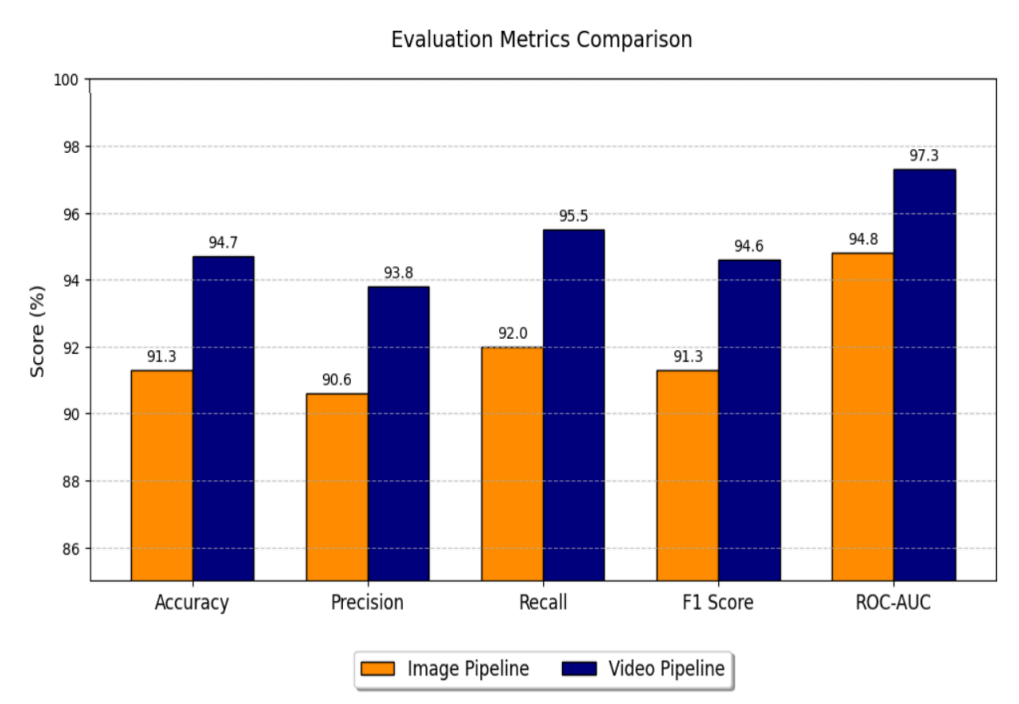 Evaluation Metrics Comparison
100
98
96
94
92
90
88
86
Score (%)
91.3
94.7
90.6
93.8
92.0
95.5
91.3
94.6
94.8
97.3
Accuracy
Precision
Recall
F1 Score
ROC-AUC
Image Pipeline
Video Pipeline